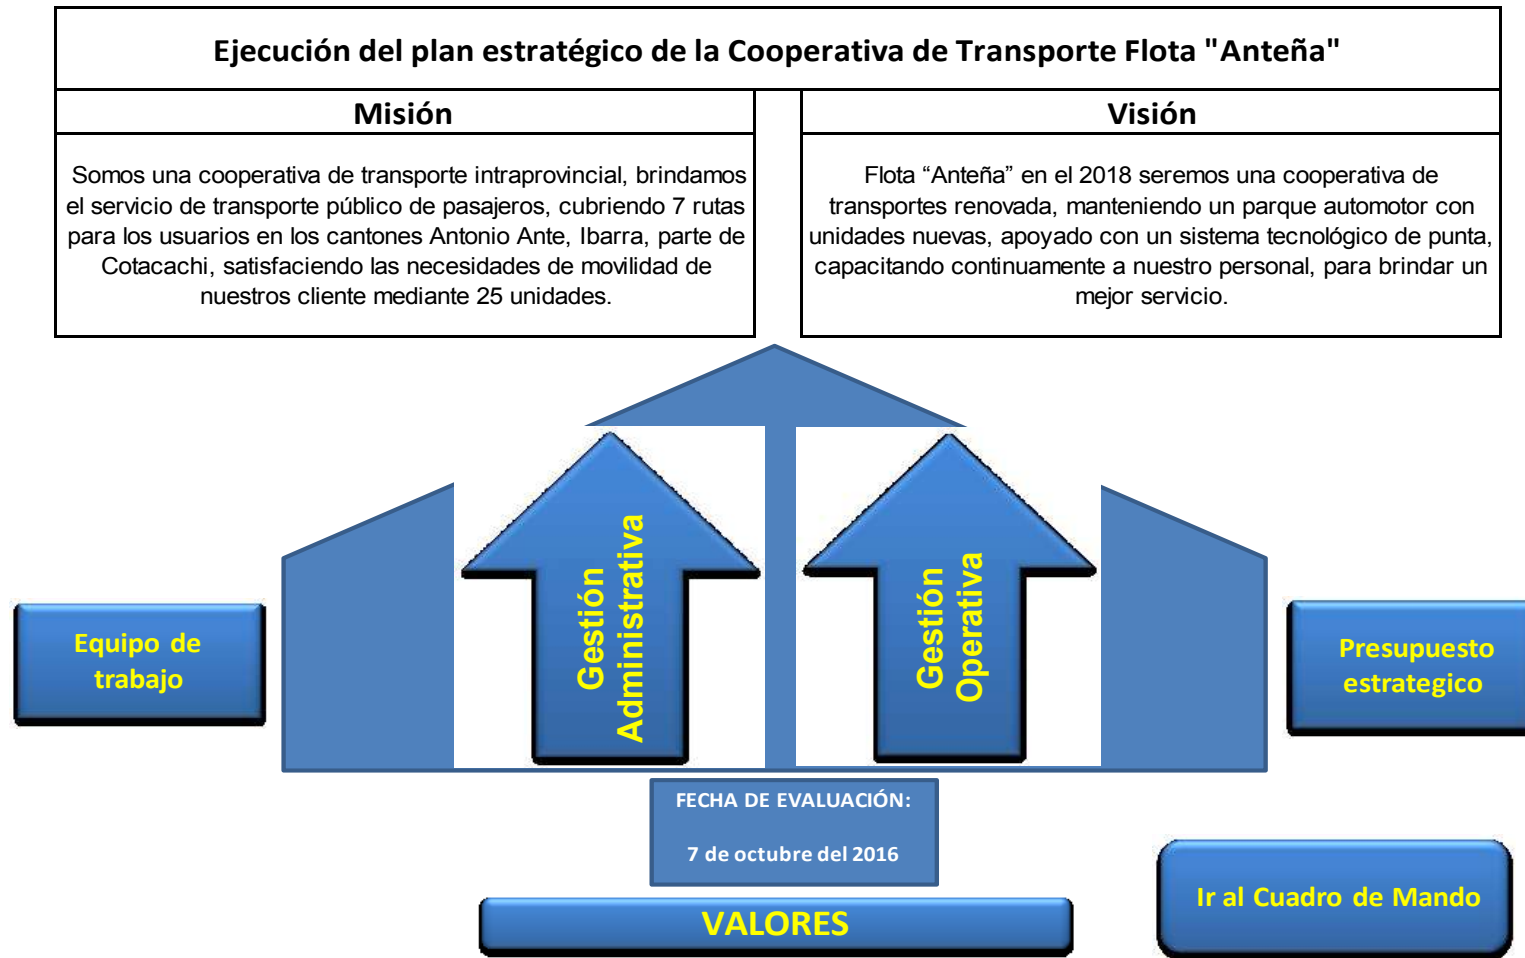 Ejecución del plan estratégico de la Cooperativa de Transporte Flota "Anteña"
Misión
Somos una cooperativa de transporte intraprovincial, brindamos
el servicio de transporte público de pasajeros, cubriendo 7 rutas
para los usuarios en los cantones Antonio Ante, Ibarra, parte de
Cotacachi, satisfaciendo las necesidades de movilidad de
nuestros cliente mediante 25 unidades.
Visión
Flota “Anteña” en el 2018 seremos una cooperativa de
transportes renovada, manteniendo un parque automotor con
unidades nuevas, apoyado con un sistema tecnológico de punta,
capacitando continuamente a nuestro personal, para brindar un
mejor servicio.
Gestión
Administrativa
Gestión
Operativa
Equipo de
trabajo
Presupuesto
estrategico
FECHA DE EVALUACIÓN:
7 de octubre del 2016
Ir al Cuadro de Mando
VALORES